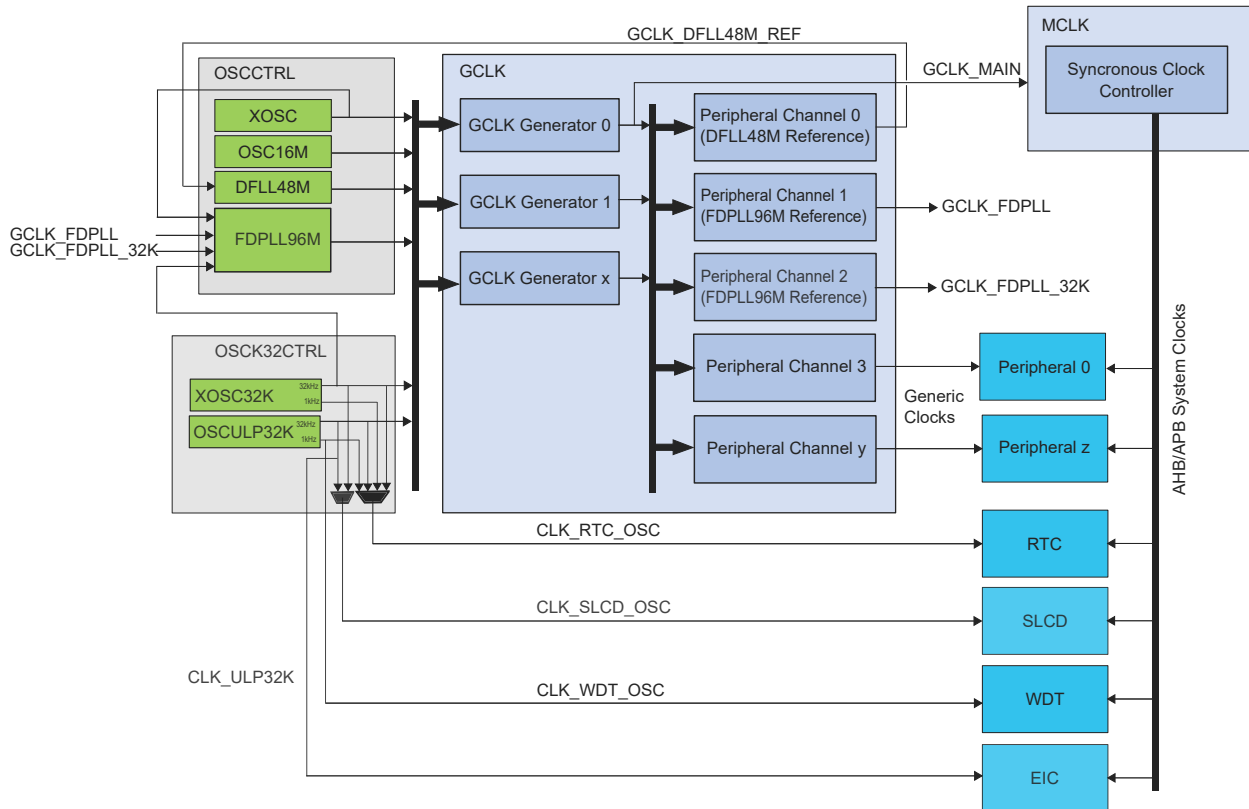 GCLK_DFLL48M_REF
MCLK
OSCCTRL
GCLK
GCLK_MAIN
Syncronous Clock
Controller
XOSC
GCLK Generator 0
Peripheral Channel 0
(DFLL48M Reference)
OSC16M
DFLL48M
GCLK Generator 1
Peripheral Channel 1
(FDPLL96M Reference)
GCLK_FDPLL
GCLK_FDPLL
GCLK_FDPLL_32K
FDPLL96M
GCLK Generator x
Peripheral Channel 2
(FDPLL96M Reference)
GCLK_FDPLL_32K
OSCK32CTRL
Peripheral Channel 3
Peripheral 0
XOSC32K
32kHz
1kHz
Generic
Clocks
OSCULP32K
32kHz
1kHz
Peripheral Channel y
Peripheral z
AHB/APB System Clocks
CLK_RTC_OSC
RTC
CLK_SLCD_OSC
SLCD
CLK_ULP32K
CLK_WDT_OSC
WDT
EIC